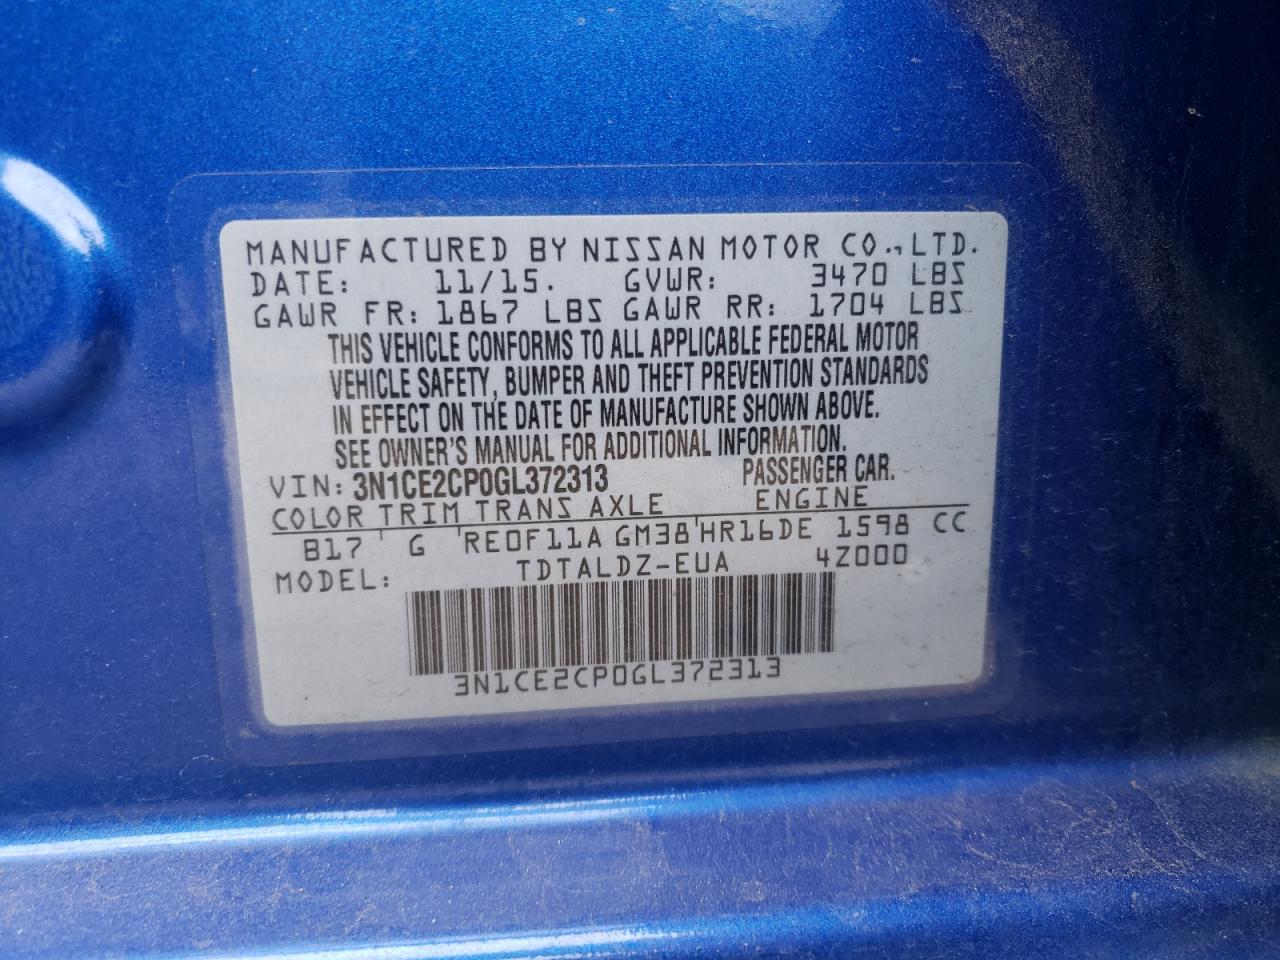 MANUFACTURED BY NISSAN MOTOR CO., LTD.
DATE: 11/15. GVWR: 3470 LBS
GAWR FR: 1867 LBS GAWR RR: 1704 LBS
THIS VEHICLE CONFORMS TO ALL APPLICABLE FEDERAL MOTOR
VEHICLE SAFETY, BUMPER AND THEFT PREVENTION STANDARDS
IN EFFECT ON THE DATE OF MANUFACTURE SHOWN ABOVE.
SEE OWNER'S MANUAL FOR ADDITIONAL INFORMATION.
VIN: 3N1CE2CP0GL372313 PASSENGER CAR.
COLOR TRIM TRANS AXLE ENGINE
B17 G RE0F11A GM38 HR16DE 1598 CC
MODEL: TDTALDZ-EUA 4Z000
3N1CE2CP0GL372313